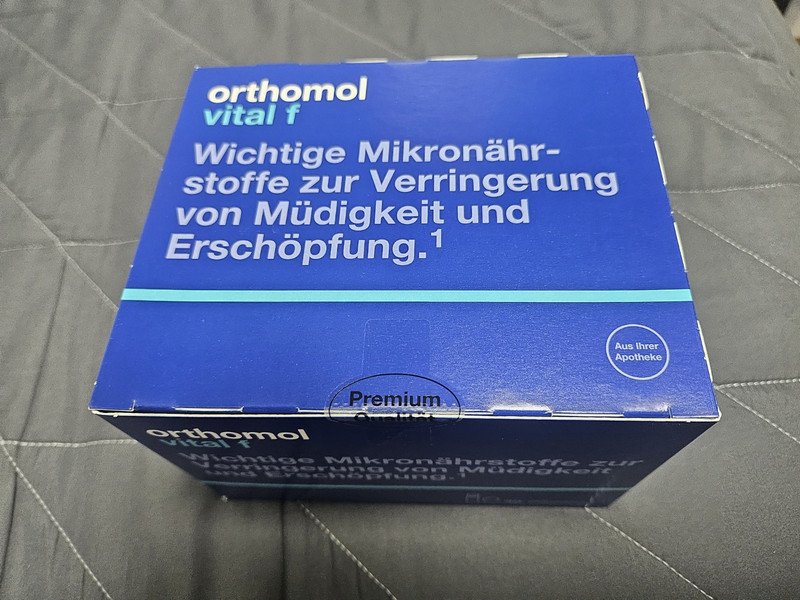 orthomol
vital f
Wichtige Mikronähr-
stoffe zur Verringerung
von Müdigkeit und
Erschöpfung.1
Aus Ihrer
Apotheke
Premium
Qualität
orthomol
vital f
Wichtige Mikronährstoffe zur
Verringerung von Müdigkeit
und Erschöpfung.1